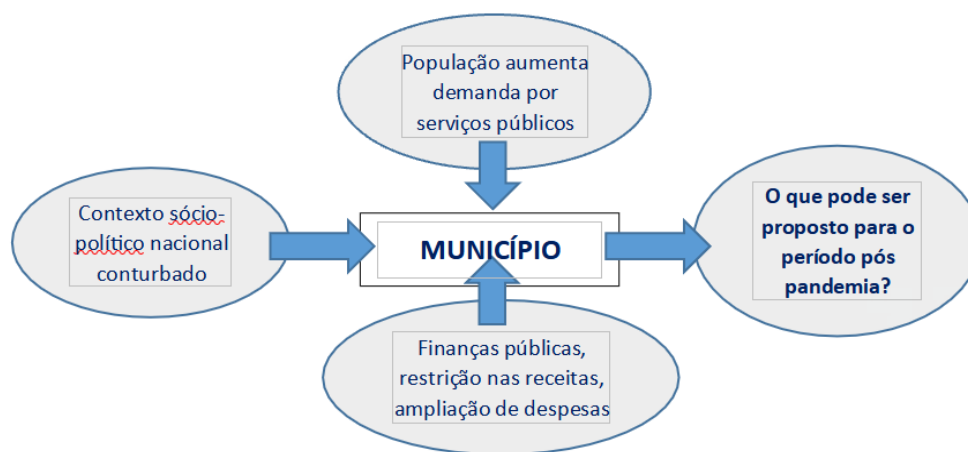 População aumenta
demanda por
serviços públicos
Contexto sócio-
político nacional
conturbado
MUNICÍPIO
O que pode ser
proposto para o
período pós
pandemia?
Finanças públicas,
restrição nas receitas,
ampliação de despesas